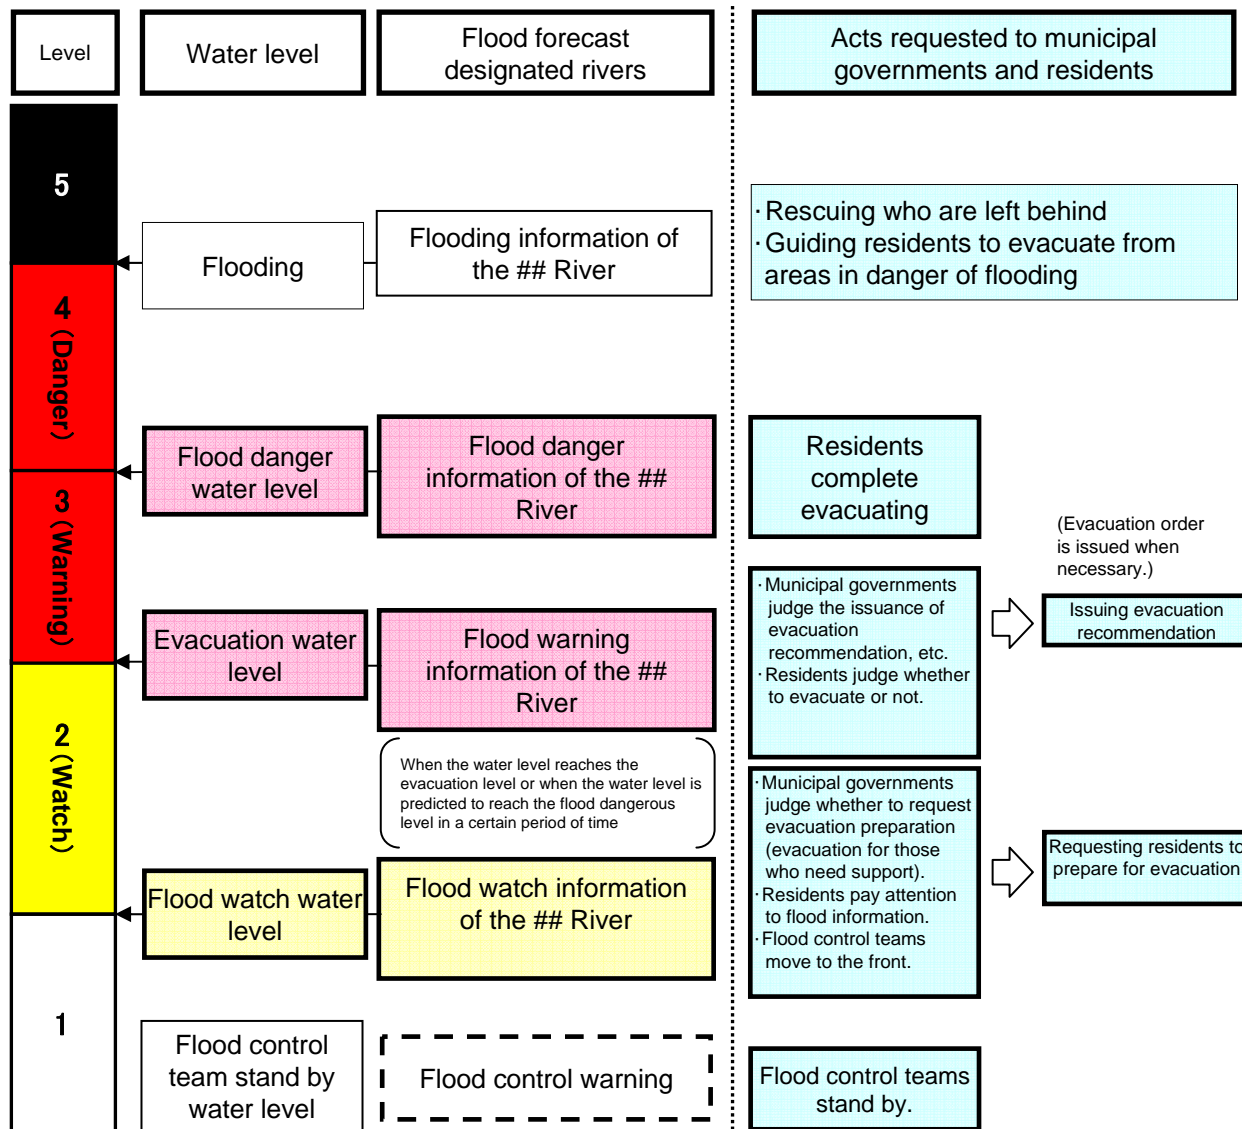 Level
Water level
Flood forecast
designated rivers
Acts requested to municipal
governments and residents
5
Flooding
Flooding information of
the ## River
·Rescuing who are left behind
·Guiding residents to evacuate from
areas in danger of flooding
4 (Danger)
Flood danger
water level
Flood danger
information of the ##
River
Residents
complete
evacuating
3 (Warning)
(Evacuation order
is issued when
necessary.)
Evacuation water
level
Flood warning
information of the ##
River
·Municipal governments
judge the issuance of
evacuation
recommendation, etc.
·Residents judge whether
to evacuate or not.
Issuing evacuation
recommendation
2 (Watch)
When the water level reaches the
evacuation level or when the water level is
predicted to reach the flood dangerous
level in a certain period of time
Flood watch water
level
Flood watch information
of the ## River
·Municipal governments
judge whether to request
evacuation preparation
(evacuation for those
who need support).
·Residents pay attention
to flood information.
·Flood control teams
move to the front.
Requesting residents to
prepare for evacuation
1
Flood control
team stand by
water level
Flood control warning
Flood control teams
stand by.